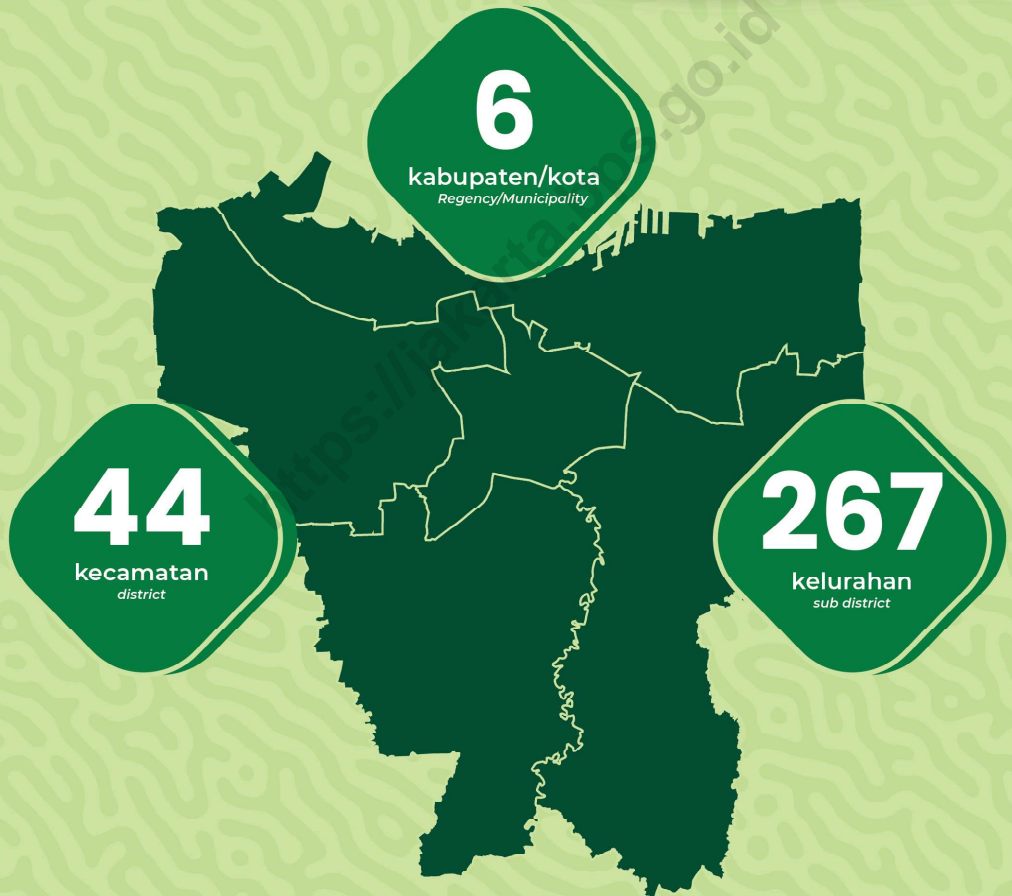 6
kabupaten/kota
Regency/Municipality
44
kecamatan
district
267
kelurahan
sub district
https://jakarta.bps.go.id